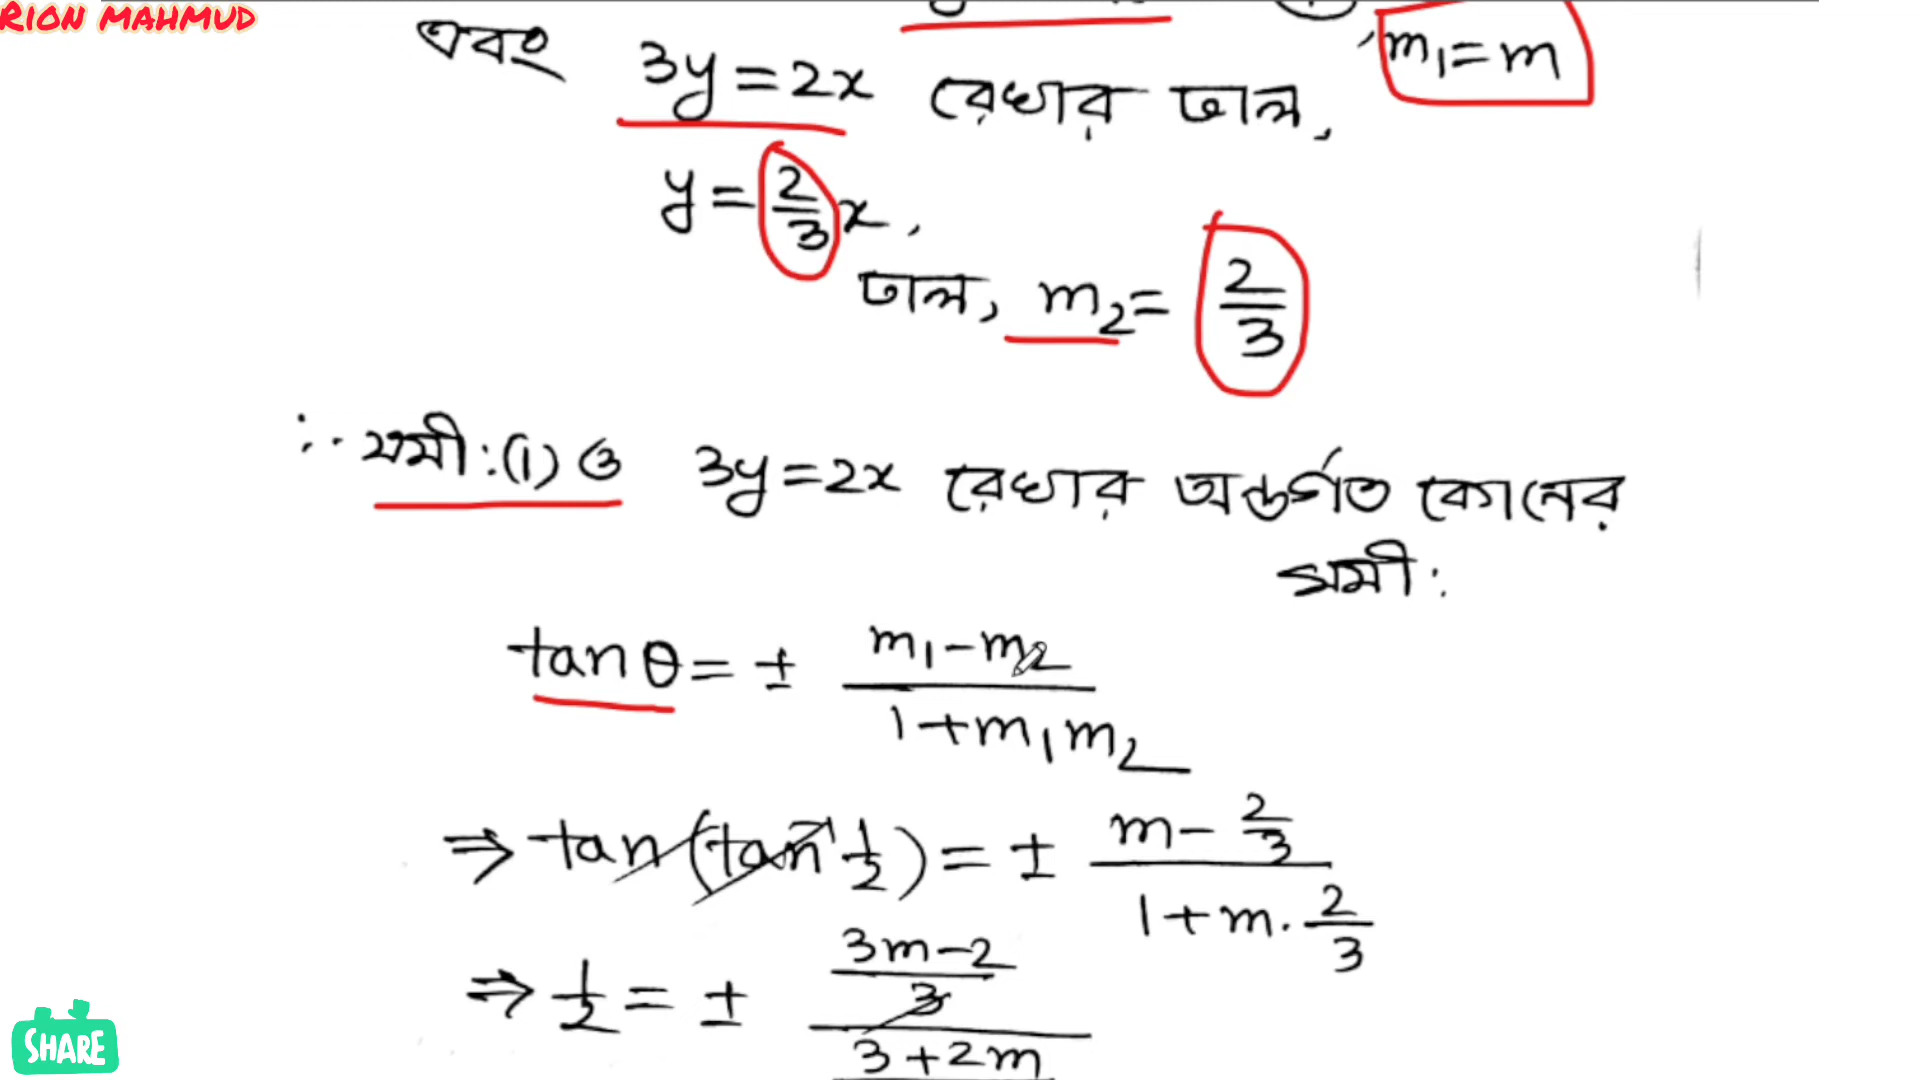 RION MAHMUD
m₁=m
এবং 3y=2x রেখার ঢাল,
y=2/3x,
ঢাল, m₂= 2/3
∴ সমী:(1) ও 3y=2x রেখার অন্তর্গত কোনের
সমী:
tanθ= ± (m₁-m₂)/(1+m₁m₂)
⇒ tan(tan⁻¹ 1/2) = ± (m - 2/3)/(1+m. 2/3)
⇒ 1/2 = ± ((3m-2)/3)/(3+2m
SHARE